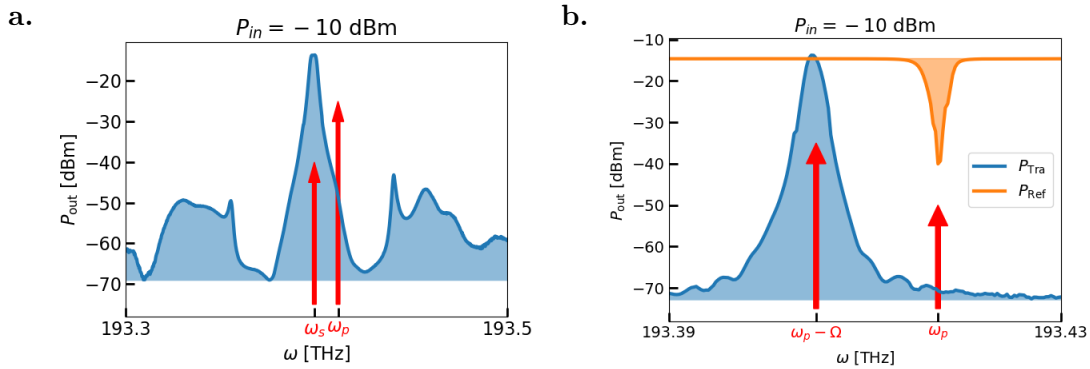 a.
P_in = − 10 dBm
P_out [dBm]
−20
−30
−40
−50
−60
−70
193.3
ω_s
ω_p
193.5
ω [THz]
b.
P_in = − 10 dBm
P_out [dBm]
−10
−20
−30
−40
−50
−60
−70
P_Tra
P_Ref
193.39
ω_p − Ω
ω_p
193.43
ω [THz]